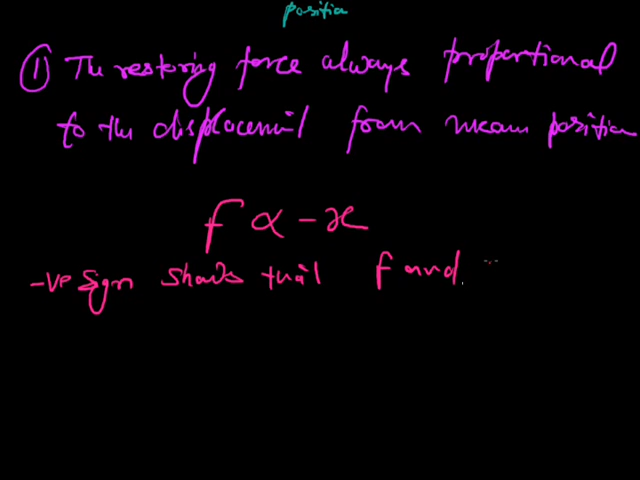 position
① The restoring force always proportional
to the displacement from mean position
f α - x
-ve sign shows that f and